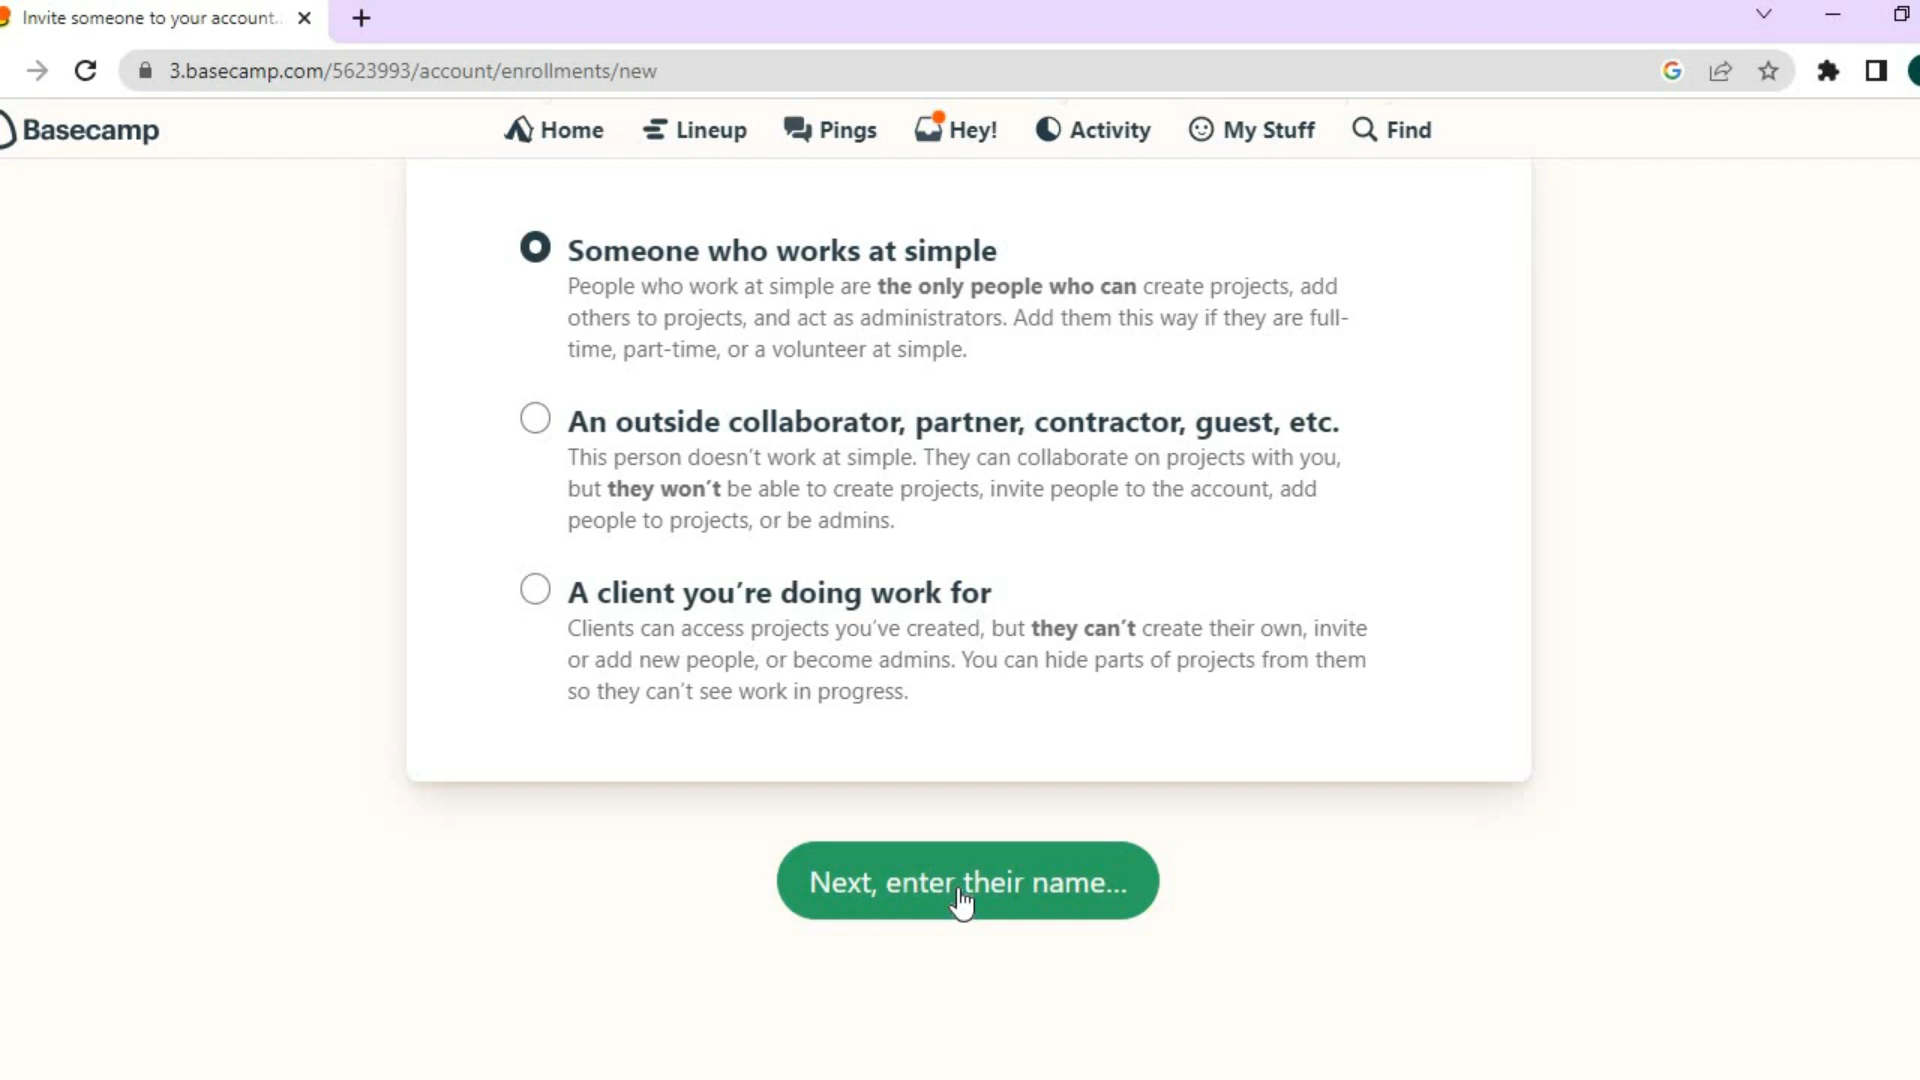 Invite someone to your account..
3.basecamp.com/5623993/account/enrollments/new
Basecamp
Home
Lineup
Pings
Hey!
Activity
My Stuff
Find
Someone who works at simple
People who work at simple are the only people who can create projects, add
others to projects, and act as administrators. Add them this way if they are full-
time, part-time, or a volunteer at simple.
An outside collaborator, partner, contractor, guest, etc.
This person doesn’t work at simple. They can collaborate on projects with you,
but they won’t be able to create projects, invite people to the account, add
people to projects, or be admins.
A client you’re doing work for
Clients can access projects you’ve created, but they can’t create their own, invite
or add new people, or become admins. You can hide parts of projects from them
so they can’t see work in progress.
Next, enter their name...